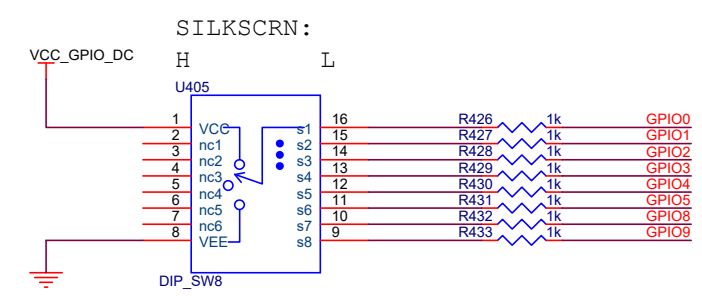 SILKSCRN:
H L
VCC_GPIO_DC
U405
1 VCC s1 16 R426 1k GPIO0
2 nc1 s2 15 R427 1k GPIO1
3 nc2 s3 14 R428 1k GPIO2
4 nc3 s4 13 R429 1k GPIO3
5 nc4 s5 12 R430 1k GPIO4
6 nc5 s6 11 R431 1k GPIO5
7 nc6 s7 10 R432 1k GPIO8
8 VEE s8 9 R433 1k GPIO9
DIP_SW8